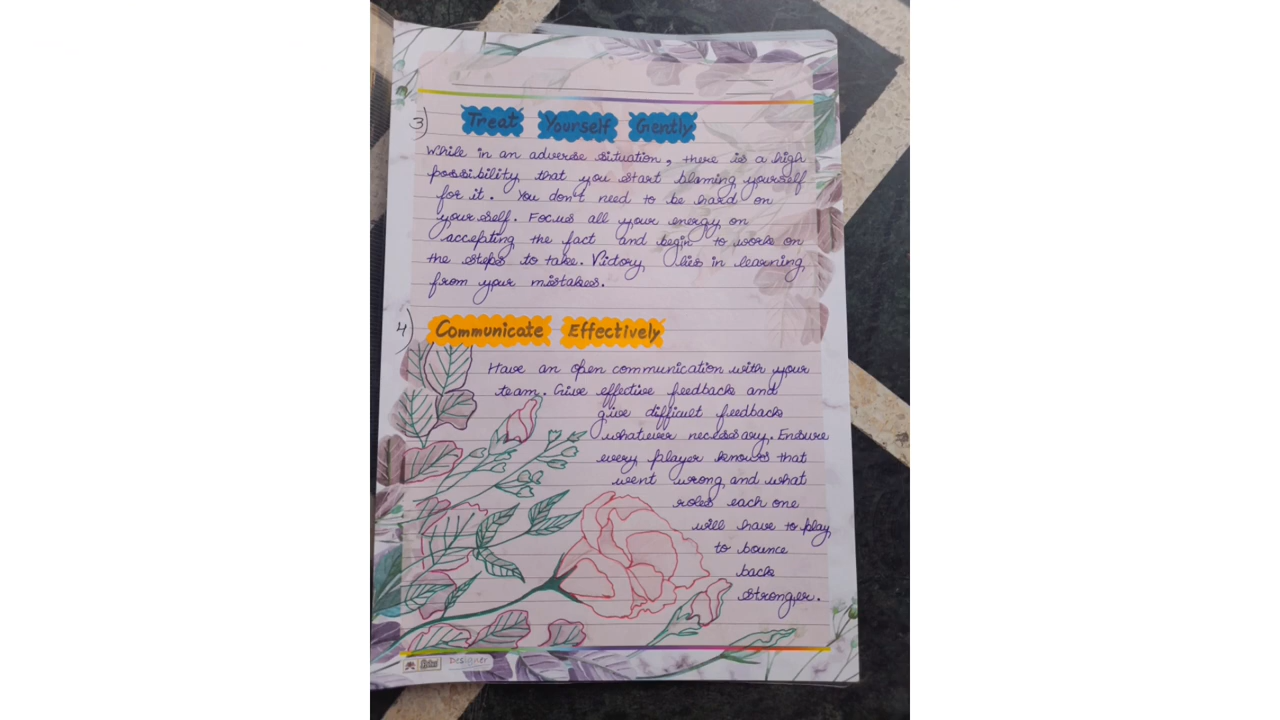 3) Treat Yourself Gently
While in an adverse situation, there is a high
possibility that you start blaming yourself
for it. You don't need to be hard on
yourself. Focus all your energy on
accepting the fact and begin to work on
the steps to take. Victory lies in learning
from your mistakes.
4) Communicate Effectively
Have an open communication with your
team. Give effective feedback and
give difficult feedback
whatever necessary. Ensure
every player knows that
went wrong and what
roles each one
will have to play
to bounce
back
stronger.
Designer